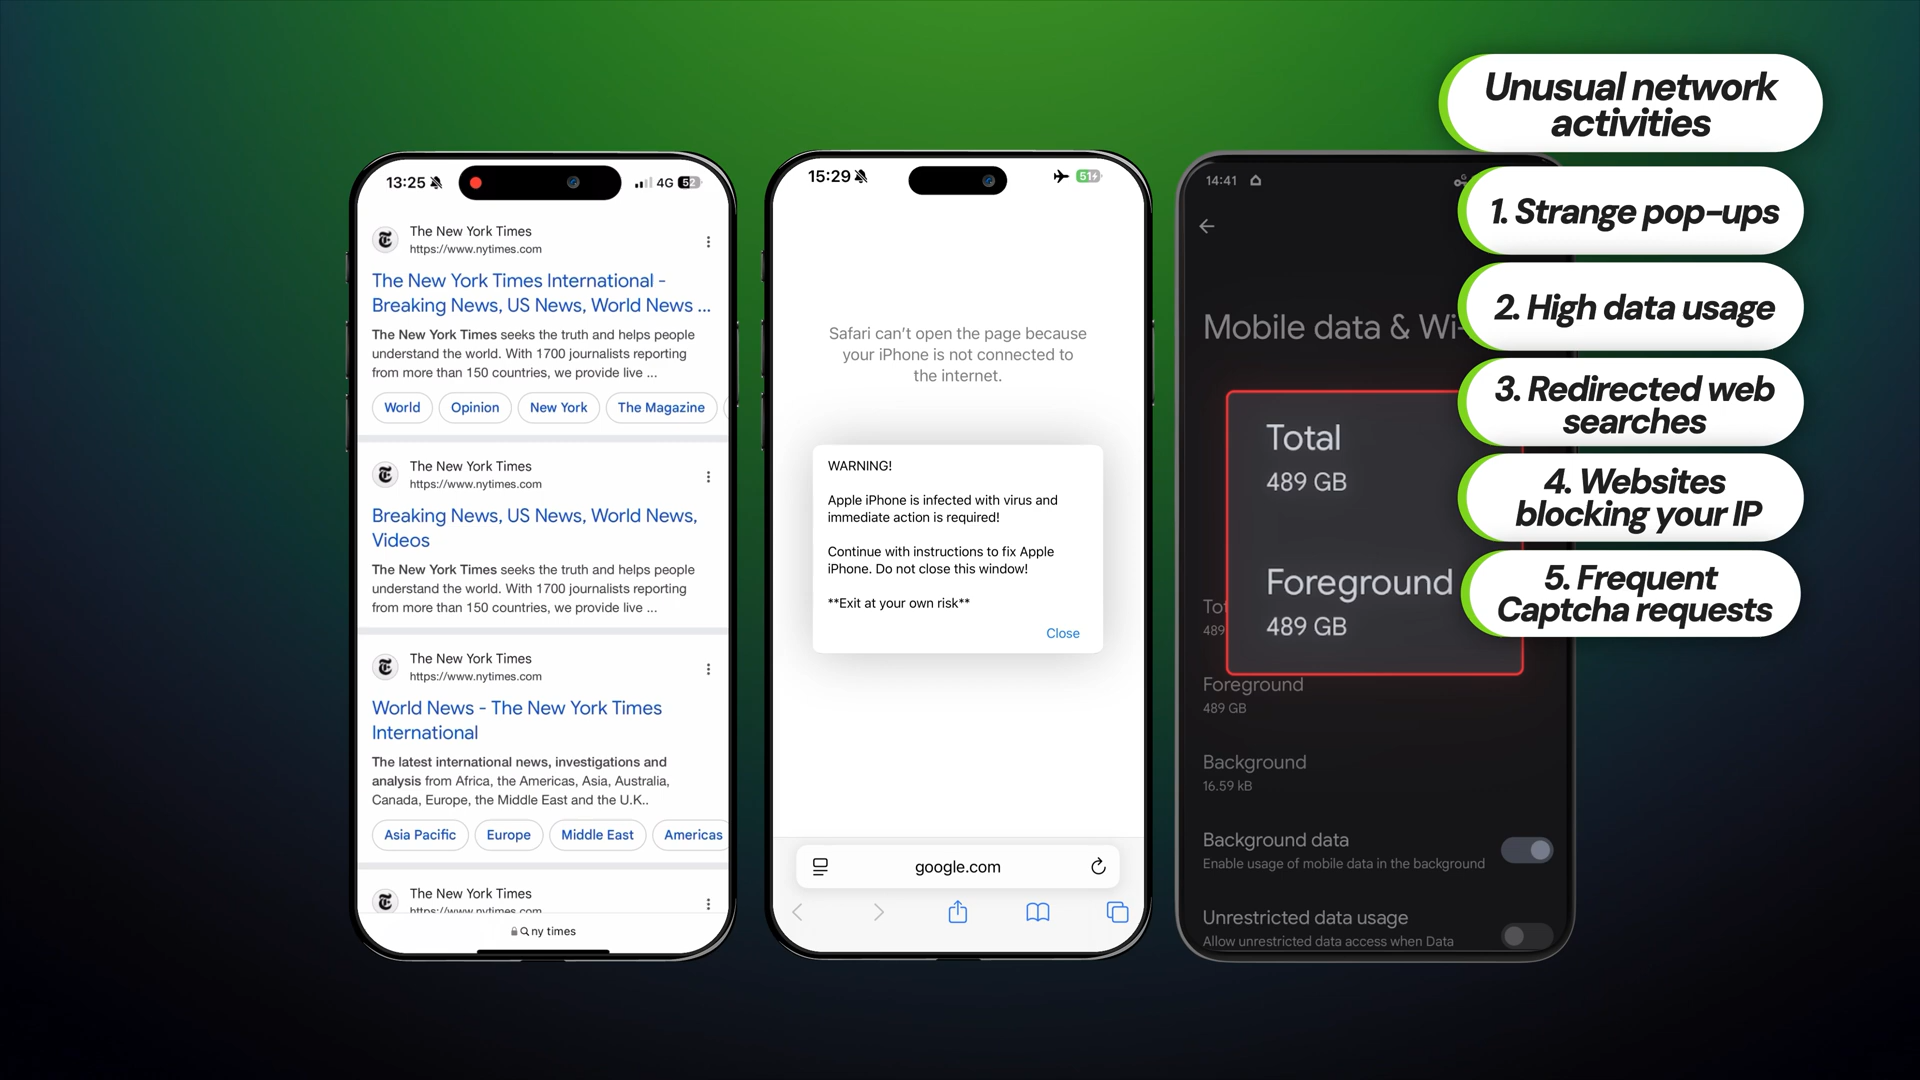 13:25
4G 52
The New York Times
https://www.nytimes.com
The New York Times International -
Breaking News, US News, World News ...
The New York Times seeks the truth and helps people
understand the world. With 1700 journalists reporting
from more than 150 countries, we provide live ...
World Opinion New York The Magazine
The New York Times
https://www.nytimes.com
Breaking News, US News, World News,
Videos
The New York Times seeks the truth and helps people
understand the world. With 1700 journalists reporting
from more than 150 countries, we provide live ...
The New York Times
https://www.nytimes.com
World News - The New York Times
International
The latest international news, investigations and
analysis from Africa, the Americas, Asia, Australia,
Canada, Europe, the Middle East and the U.K..
Asia Pacific Europe Middle East Americas
The New York Times
https://www.nytimes.com
ny times
15:29
51
Safari can't open the page because
your iPhone is not connected to
the internet.
WARNING!
Apple iPhone is infected with virus and
immediate action is required!
Continue with instructions to fix Apple
iPhone. Do not close this window!
**Exit at your own risk**
Close
google.com
14:41
Mobile data & Wi-
Total
489 GB
Foreground
489 GB
Tot
489
Foreground
489 GB
Background
16.59 kB
Background data
Enable usage of mobile data in the background
Unrestricted data usage
Allow unrestricted data access when Data
Unusual network
activities
1. Strange pop-ups
2. High data usage
3. Redirected web
searches
4. Websites
blocking your IP
5. Frequent
Captcha requests